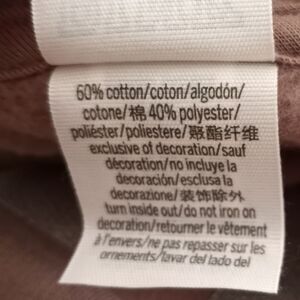 60% cotton/coton/algodón/
cotone/棉 40% polyester/
poliéster/poliestere/聚酯纤维
exclusive of decoration/sauf
décoration/no incluye la
decoración/esclusa la
decorazione/装饰除外
turn inside out/do not iron on
decoration/retourner le vêtement
à l'envers/ne pas repasser sur les
ornements/lavar del lado del